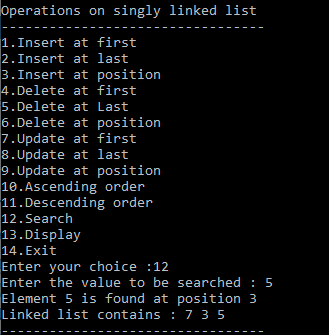 Operations on singly linked list
---------------------------------
1.Insert at first
2.Insert at last
3.Insert at position
4.Delete at first
5.Delete at Last
6.Delete at position
7.Update at first
8.Update at last
9.Update at position
10.Ascending order
11.Descending order
12.Search
13.Display
14.Exit
Enter your choice :12
Enter the value to be searched : 5
Element 5 is found at position 3
Linked list contains : 7 3 5
---------------------------------